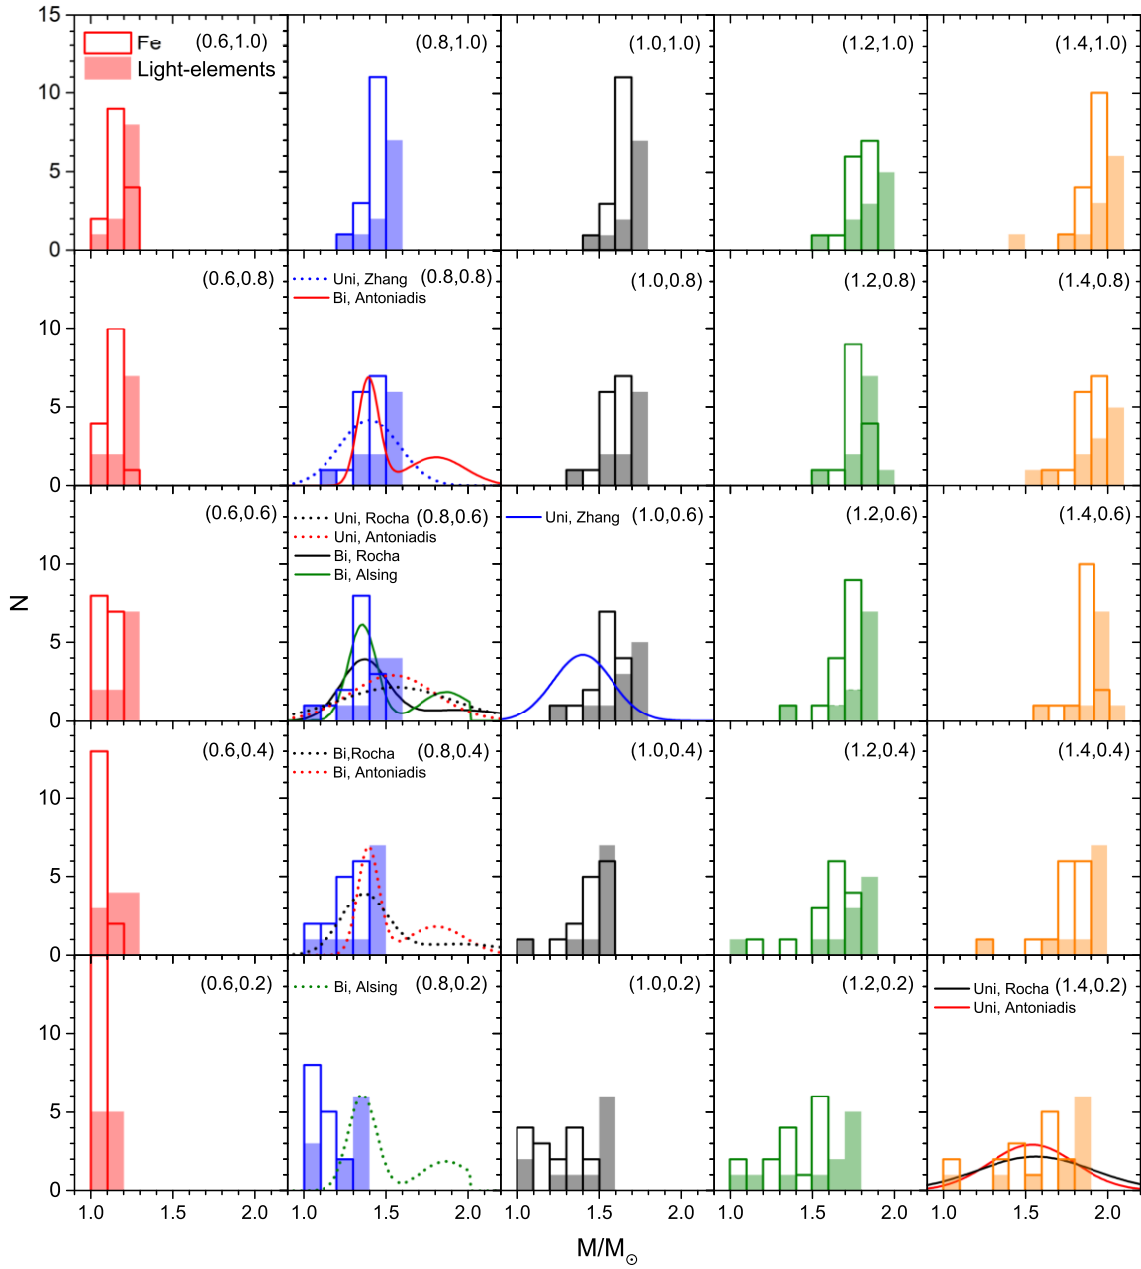 15
10
5
0
Fe
Light-elements
(0.6,1.0)
(0.8,1.0)
(1.0,1.0)
(1.2,1.0)
(1.4,1.0)
10
5
0
(0.6,0.8)
Uni, Zhang
Bi, Antoniadis
(0.8,0.8)
(1.0,0.8)
(1.2,0.8)
(1.4,0.8)
N
10
5
0
(0.6,0.6)
Uni, Rocha
Uni, Antoniadis
Bi, Rocha
Bi, Alsing
(0.8,0.6)
Uni, Zhang
(1.0,0.6)
(1.2,0.6)
(1.4,0.6)
10
5
0
(0.6,0.4)
Bi,Rocha
Bi, Antoniadis
(0.8,0.4)
(1.0,0.4)
(1.2,0.4)
(1.4,0.4)
10
5
0
(0.6,0.2)
Bi, Alsing
(0.8,0.2)
(1.0,0.2)
(1.2,0.2)
Uni, Rocha
Uni, Antoniadis
(1.4,0.2)
1.0 1.5 2.0 1.0 1.5 2.0 1.0 1.5 2.0 1.0 1.5 2.0 1.0 1.5 2.0
M/M☉